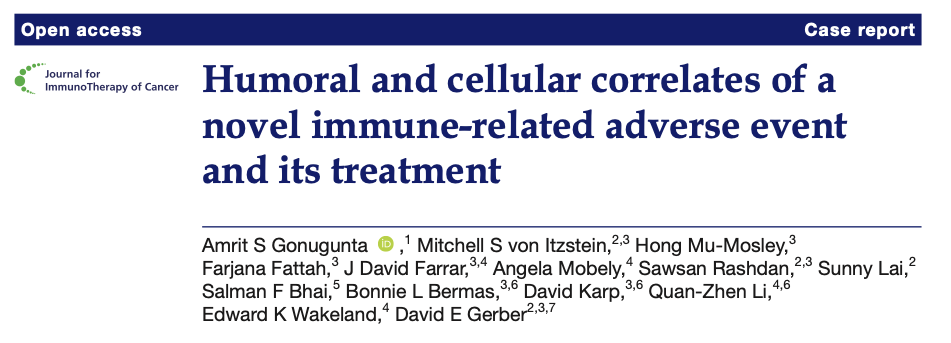 Open access
Case report
Journal for
ImmunoTherapy of Cancer
Humoral and cellular correlates of a
novel immune-related adverse event
and its treatment
Amrit S Gonugunta iD ,1 Mitchell S von Itzstein,2,3 Hong Mu-Mosley,3
Farjana Fattah,3 J David Farrar,3,4 Angela Mobely,4 Sawsan Rashdan,2,3 Sunny Lai,2
Salman F Bhai,5 Bonnie L Bermas,3,6 David Karp,3,6 Quan-Zhen Li,4,6
Edward K Wakeland,4 David E Gerber2,3,7